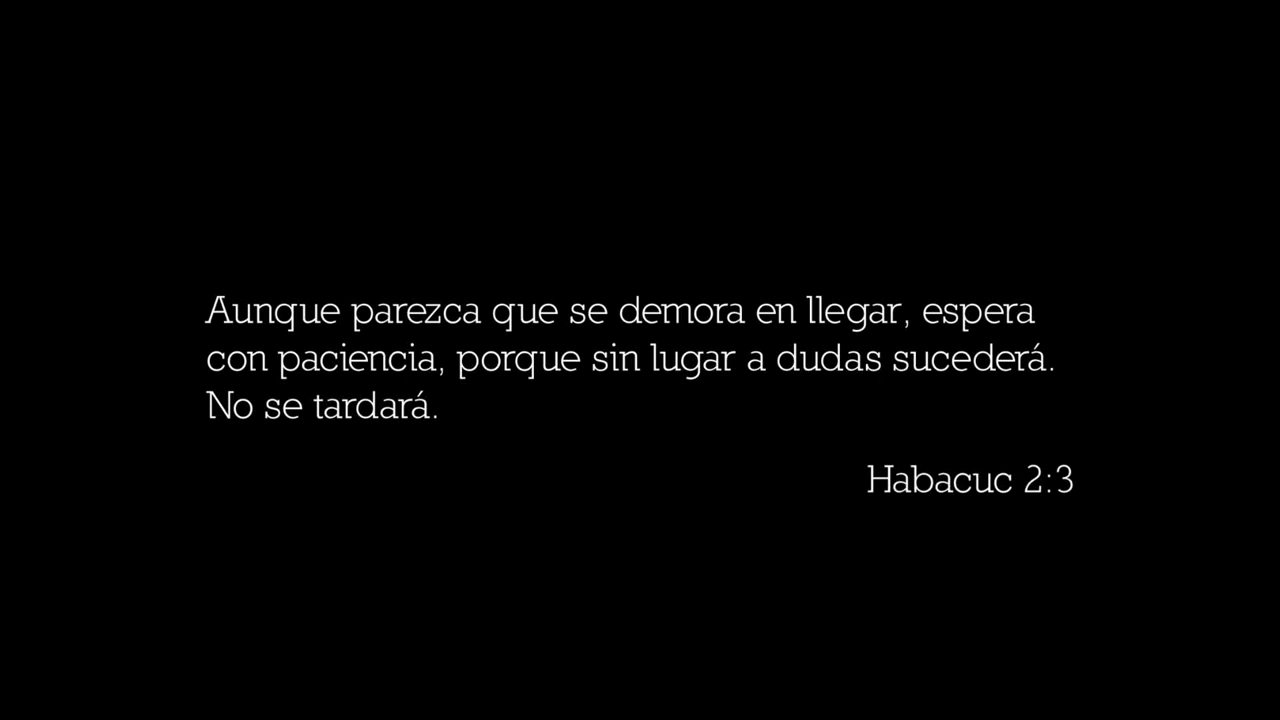 Aunque parezca que se demora en llegar, espera
con paciencia, porque sin lugar a dudas sucederá.
No se tardará.
Habacuc 2:3